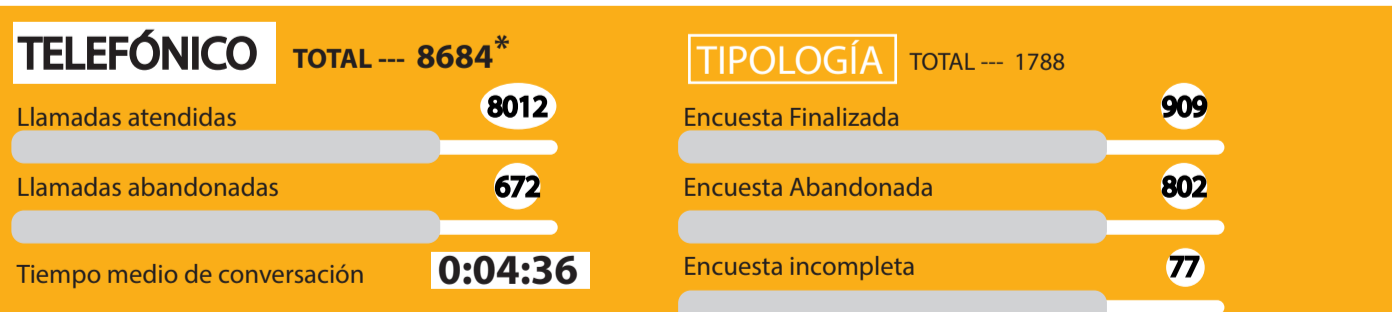 TELEFÓNICO TOTAL --- 8684*
Llamadas atendidas 8012
Llamadas abandonadas 672
Tiempo medio de conversación 0:04:36
TIPOLOGÍA TOTAL --- 1788
Encuesta Finalizada 909
Encuesta Abandonada 802
Encuesta incompleta 77